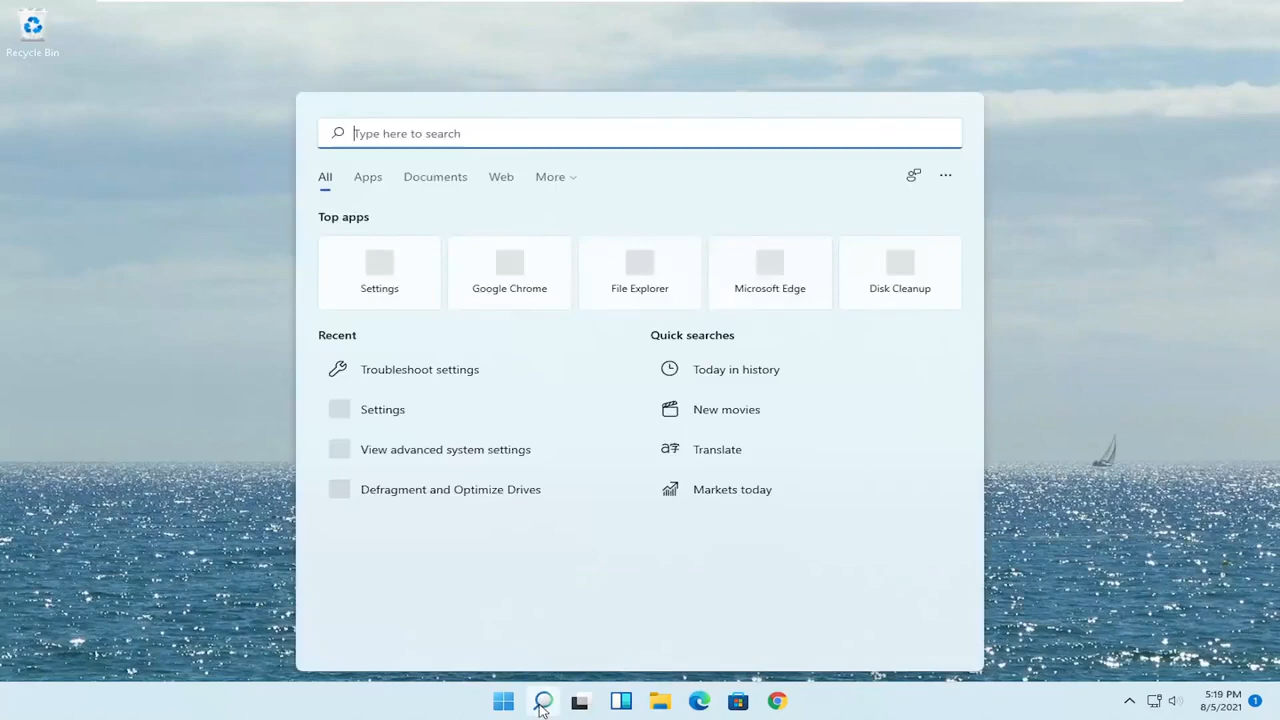 Recycle Bin
Type here to search
All Apps Documents Web More
Top apps
Settings Google Chrome File Explorer Microsoft Edge Disk Cleanup
Recent Quick searches
Troubleshoot settings Today in history
Settings New movies
View advanced system settings Translate
Defragment and Optimize Drives Markets today
5:19 PM
8/5/2021 1